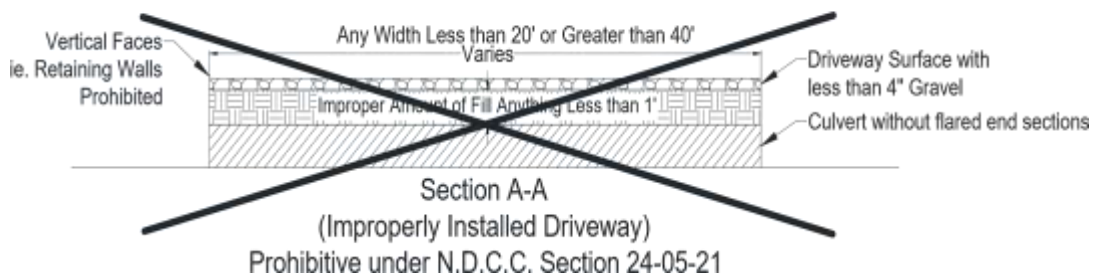 Any Width Less than 20' or Greater than 40'
Varies
Vertical Faces
ie. Retaining Walls
Prohibited
Driveway Surface with
less than 4" Gravel
Improper Amount of Fill Anything Less than 1'
Culvert without flared end sections
Section A-A
(Improperly Installed Driveway)
Prohibitive under N.D.C.C. Section 24-05-21